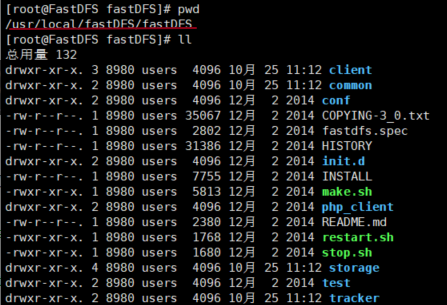 [root@FastDFS fastDFS]# pwd
/usr/local/fastDFS/fastDFS
[root@FastDFS fastDFS]# ll
总用量 132
drwxr-xr-x. 3 8980 users  4096 10月 25 11:12 client
drwxr-xr-x. 2 8980 users  4096 10月 25 11:12 common
drwxr-xr-x. 2 8980 users  4096 12月  2 2014 conf
-rw-r--r--. 1 8980 users 35067 12月  2 2014 COPYING-3_0.txt
-rw-r--r--. 1 8980 users  2802 12月  2 2014 fastdfs.spec
-rw-r--r--. 1 8980 users 31386 12月  2 2014 HISTORY
drwxr-xr-x. 2 8980 users  4096 12月  2 2014 init.d
-rw-r--r--. 1 8980 users  7755 12月  2 2014 INSTALL
-rwxr-xr-x. 1 8980 users  5813 12月  2 2014 make.sh
drwxr-xr-x. 2 8980 users  4096 12月  2 2014 php_client
-rw-r--r--. 1 8980 users  2380 12月  2 2014 README.md
-rwxr-xr-x. 1 8980 users  1768 12月  2 2014 restart.sh
-rwxr-xr-x. 1 8980 users  1680 12月  2 2014 stop.sh
drwxr-xr-x. 4 8980 users  4096 10月 25 11:12 storage
drwxr-xr-x. 2 8980 users  4096 12月  2 2014 test
drwxr-xr-x. 2 8980 users  4096 10月 25 11:12 tracker